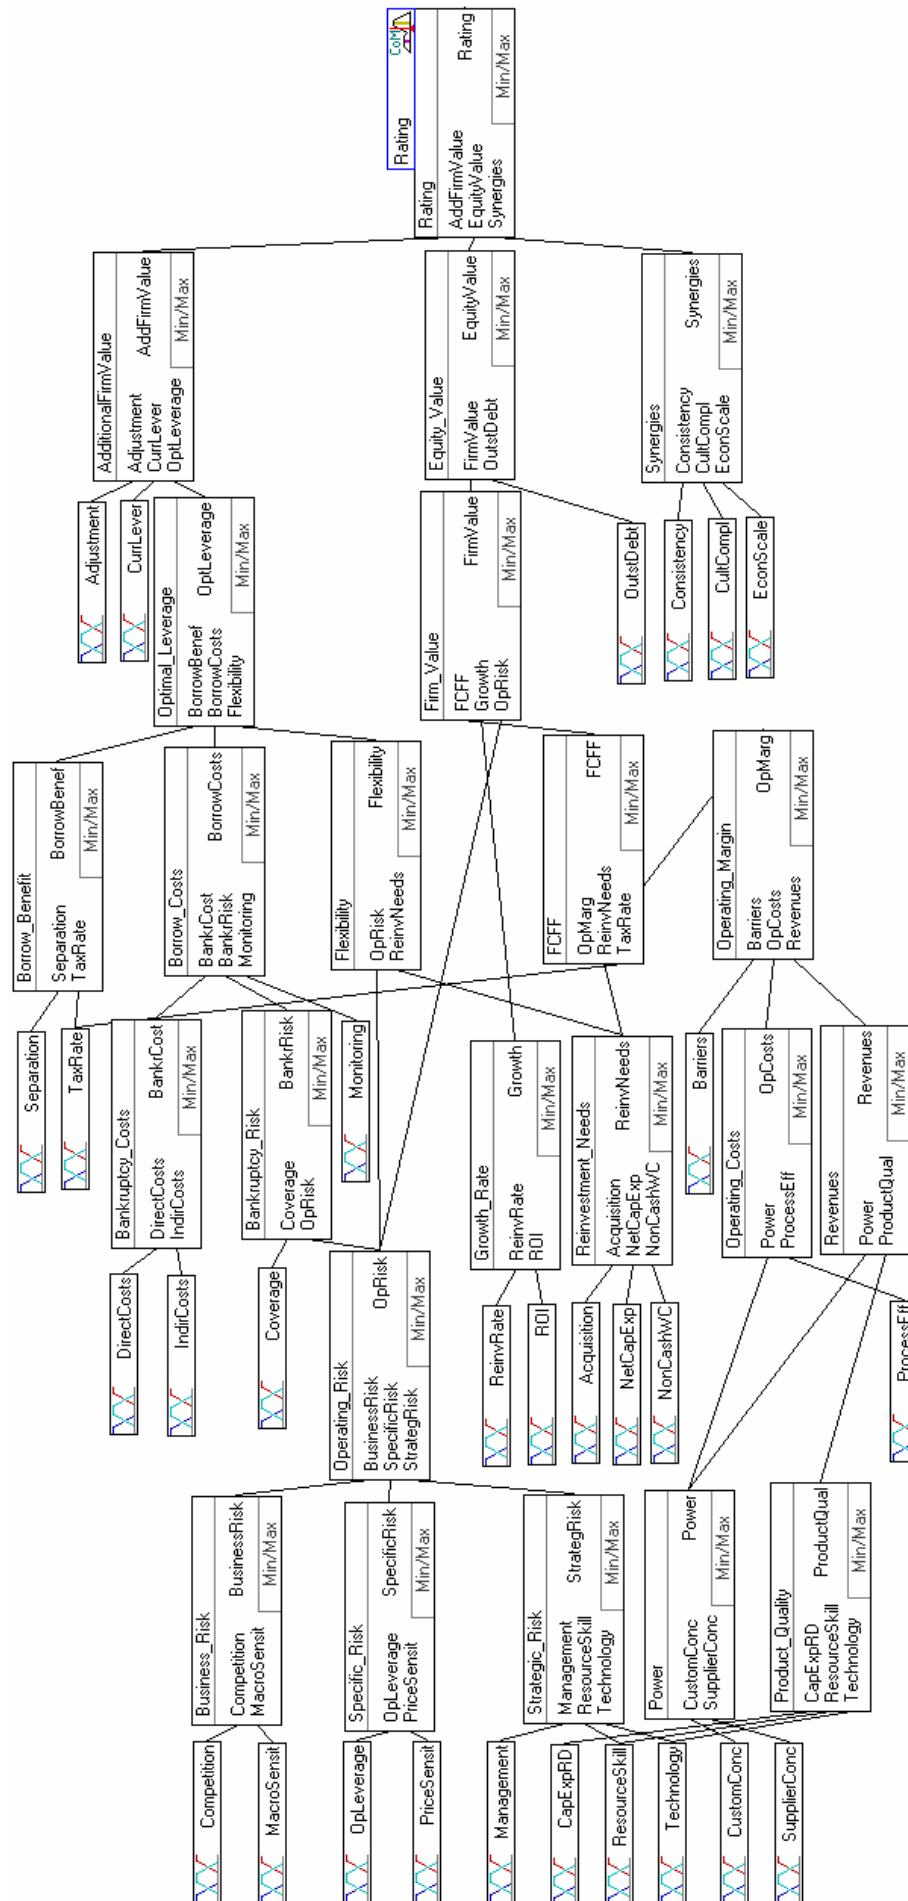 Competition
MacroSensit
OpLeverage
PriceSensit
Management
CapExpRD
ResourceSkill
Technology
CustomConc
SupplierConc
Business_Risk
Competition
MacroSensit
BusinessRisk
Min/Max
Specific_Risk
OpLeverage
PriceSensit
SpecificRisk
Min/Max
Strategic_Risk
Management
ResourceSkill
Technology
StrategRisk
Min/Max
Power
CustomConc
SupplierConc
Power
Min/Max
Product_Quality
CapExpRD
ResourceSkill
Technology
ProductQual
Min/Max
DirectCosts
IndirCosts
Coverage
Operating_Risk
BusinessRisk
SpecificRisk
StrategRisk
OpRisk
Min/Max
ReinvRate
ROI
Acquisition
NetCapExp
NonCashWC
ProcessEff
Separation
TaxRate
Bankruptcy_Costs
DirectCosts
IndirCosts
BankrCost
Min/Max
Bankruptcy_Risk
Coverage
OpRisk
BankrRisk
Min/Max
Monitoring
Growth_Rate
ReinvRate
ROI
Growth
Min/Max
Reinvestment_Needs
Acquisition
NetCapExp
NonCashWC
ReinvNeeds
Min/Max
Barriers
Operating_Costs
Power
ProcessEff
OpCosts
Min/Max
Revenues
Power
ProductQual
Revenues
Min/Max
Borrow_Benefit
Separation
TaxRate
BorrowBenef
Min/Max
Borrow_Costs
BankrCost
BankrRisk
Monitoring
BorrowCosts
Min/Max
Flexibility
OpRisk
ReinvNeeds
Flexibility
Min/Max
FCFF
OpMarg
ReinvNeeds
TaxRate
FCFF
Min/Max
Operating_Margin
Barriers
OpCosts
Revenues
OpMarg
Min/Max
Adjustment
CurrLever
Optimal_Leverage
BorrowBenef
BorrowCosts
Flexibility
OptLeverage
Min/Max
Firm_Value
FCFF
Growth
OpRisk
FirmValue
Min/Max
OutstDebt
Consistency
CultCompl
EconScale
AdditionalFirmValue
Adjustment
CurrLever
OptLeverage
AddFirmValue
Min/Max
Equity_Value
FirmValue
OutstDebt
EquityValue
Min/Max
Synergies
Consistency
CultCompl
EconScale
Synergies
Min/Max
Rating
CoM
Rating
AddFirmValue
EquityValue
Synergies
Rating
Min/Max